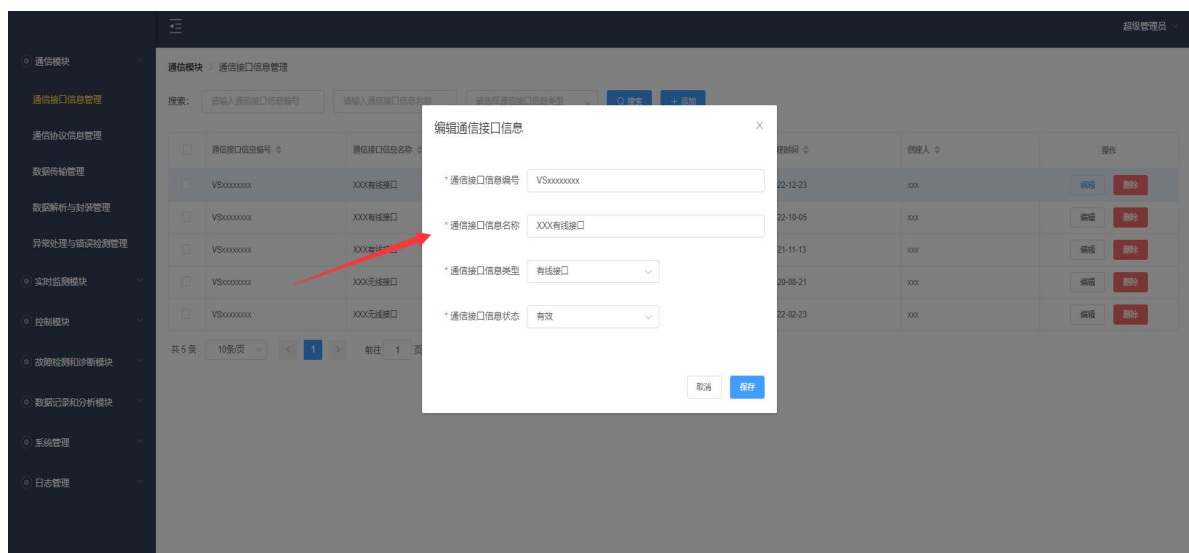 超级管理员
通信模块
通信接口信息管理
通信协议信息管理
数据传输管理
数据解析与封装管理
异常处理与错误检测管理
实时监测模块
控制模块
故障检测和诊断模块
数据记录和分析模块
系统管理
日志管理
通信模块 > 通信接口信息管理
搜索: 请输入通信接口信息编号 请输入通信接口信息名称 请选择通信接口信息类型 搜索 + 添加
通信接口信息编号 通信接口信息名称 建时间 创建人 操作
VSxxxxxxxx XXX有线接口 22-12-23 xxx 编辑 删除
VSxxxxxxxx XXX有线接口 22-10-05 xxx 编辑 删除
VSxxxxxxxx XXX有线接口 21-11-13 xxx 编辑 删除
VSxxxxxxxx XXX无线接口 20-08-21 xxx 编辑 删除
VSxxxxxxxx XXX无线接口 22-02-23 xxx 编辑 删除
共5条 10条/页 < 1 > 前往 1 页
编辑通信接口信息 ×
*通信接口信息编号 VSxxxxxxxx
*通信接口信息名称 XXX有线接口
*通信接口信息类型 有线接口
*通信接口信息状态 有效
取消 保存